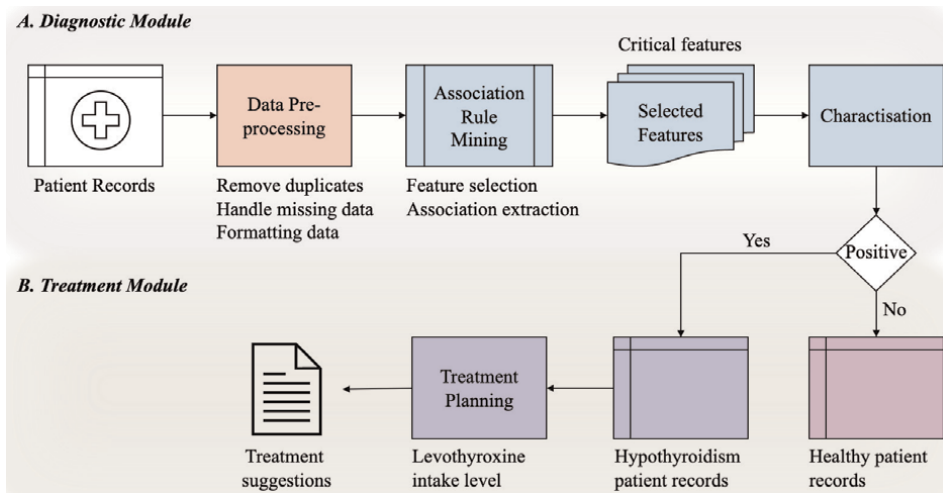 A. Diagnostic Module
Critical features
Data Pre-
processing
Association
Rule
Mining
Selected
Features
Charactisation
Patient Records
Remove duplicates
Handle missing data
Formatting data
Feature selection
Association extraction
Yes
Positive
No
B. Treatment Module
Treatment
Planning
Treatment
suggestions
Levothyroxine
intake level
Hypothyroidism
patient records
Healthy patient
records